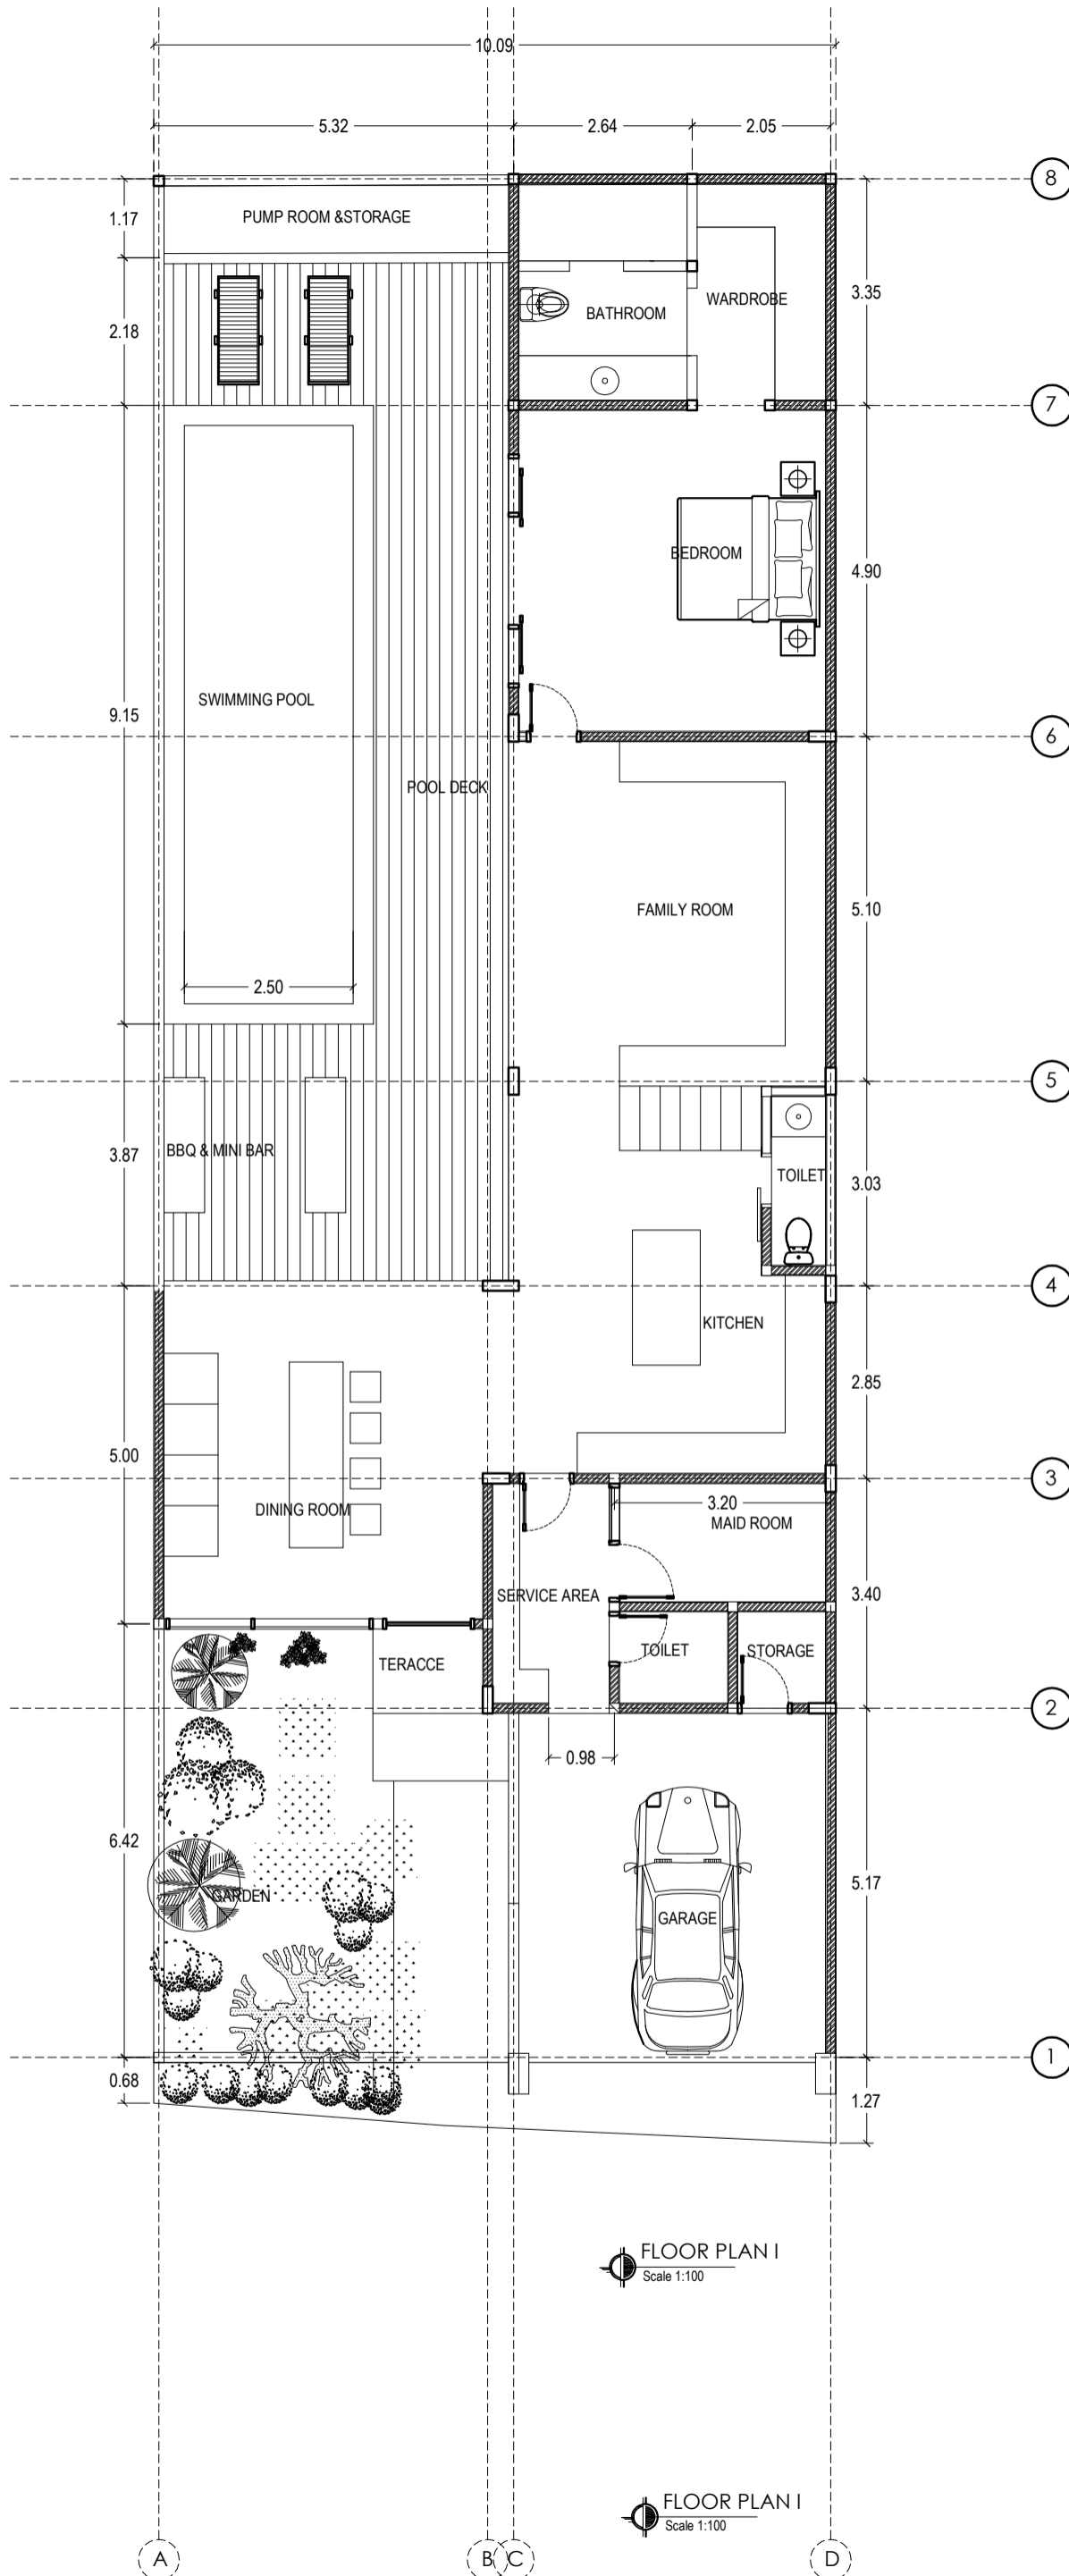 10.09
5.32
2.64
2.05
8
1.17
PUMP ROOM &STORAGE
2.18
BATHROOM
WARDROBE
3.35
7
BEDROOM
4.90
SWIMMING POOL
9.15
6
POOL DECK
FAMILY ROOM
5.10
2.50
5
BBQ & MINI BAR
3.87
TOILET
3.03
4
KITCHEN
2.85
5.00
3
DINING ROOM
3.20
MAID ROOM
SERVICE AREA
3.40
TERACCE
TOILET
STORAGE
2
0.98
6.42
GARDEN
GARAGE
5.17
1
0.68
1.27
FLOOR PLAN I
Scale 1:100
FLOOR PLAN I
Scale 1:100
A
B
C
D